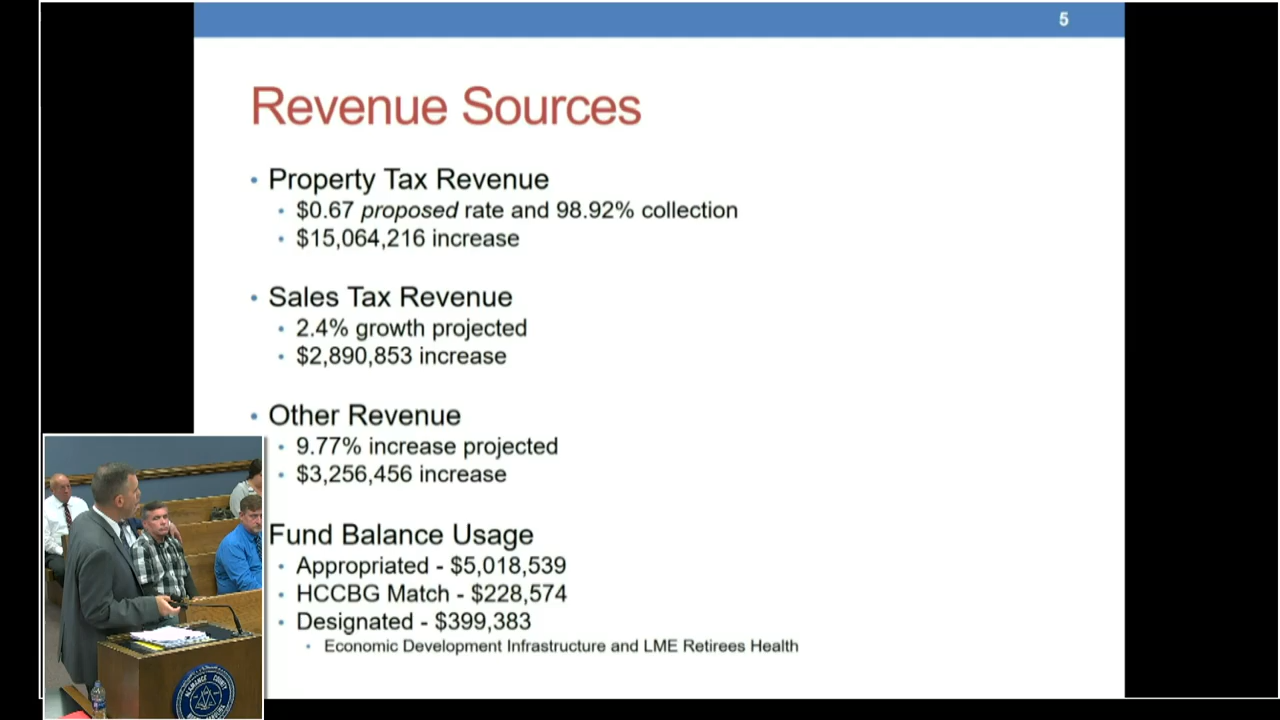 5
Revenue Sources
• Property Tax Revenue
• $0.67 proposed rate and 98.92% collection
• $15,064,216 increase
• Sales Tax Revenue
• 2.4% growth projected
• $2,890,853 increase
• Other Revenue
• 9.77% increase projected
• $3,256,456 increase
Fund Balance Usage
• Appropriated - $5,018,539
• HCCBG Match - $228,574
• Designated - $399,383
• Economic Development Infrastructure and LME Retirees Health
ALAMANCE COUNTY